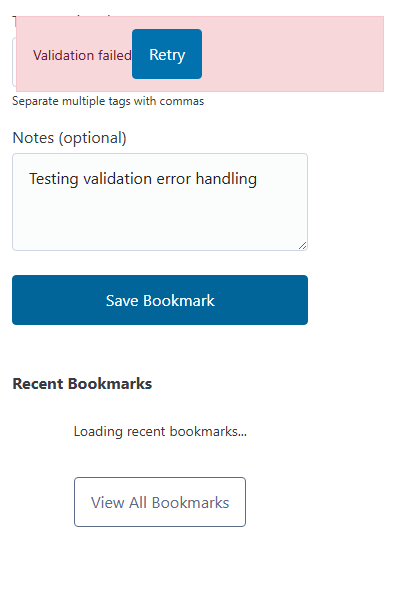 Validation failed
Retry
Separate multiple tags with commas
Notes (optional)
Testing validation error handling
Save Bookmark
Recent Bookmarks
Loading recent bookmarks...
View All Bookmarks